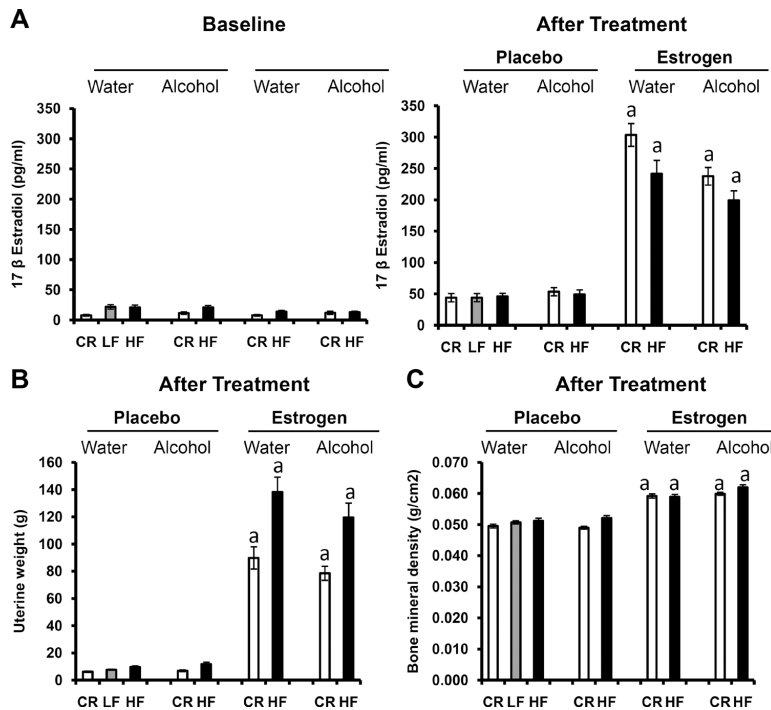 A
Baseline
Water Alcohol Water Alcohol
350
300
250
200
150
100
50
0
17 β Estradiol (pg/ml)
CR LF HF CR HF CR HF CR HF
After Treatment
Placebo Estrogen
Water Alcohol Water Alcohol
350
300
250
200
150
100
50
0
17 β Estradiol (pg/ml)
a a a a
CR LF HF CR HF CR HF CR HF
B
After Treatment
Placebo Estrogen
Water Alcohol Water Alcohol
160
140
120
100
80
60
40
20
0
Uterine weight (g)
a a a a
CR LF HF CR HF CR HF CR HF
C
After Treatment
Placebo Estrogen
Water Alcohol Water Alcohol
0.070
0.060
0.050
0.040
0.030
0.020
0.010
0.000
Bone mineral density (g/cm2)
a a a a
CR LF HF CR HF CR HF CR HF